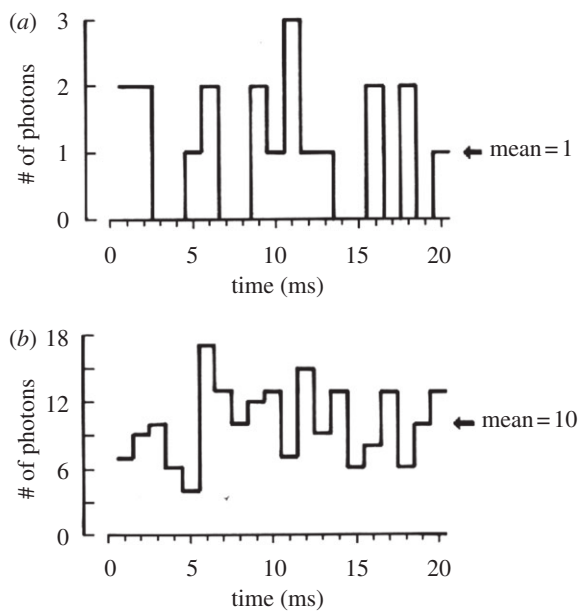 (a)
3
2
1
0
# of photons
mean = 1
0 5 10 15 20
time (ms)
(b)
18
12
6
0
# of photons
mean = 10
0 5 10 15 20
time (ms)